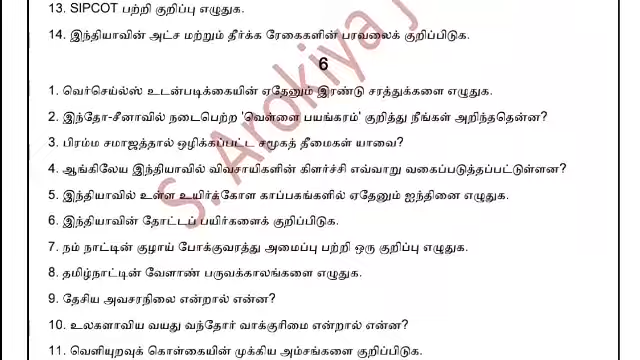 13. SIPCOT பற்றி குறிப்பு எழுதுக.
14. இந்தியாவின் அட்ச மற்றும் தீர்க்க ரேகைகளின் பரவலைக் குறிப்பிடுக.
6
1. வெர்செய்ல்ஸ் உடன்படிக்கையின் ஏதேனும் இரண்டு சரத்துக்களை எழுதுக.
2. இந்தோ-சீனாவில் நடைபெற்ற 'வெள்ளை பயங்கரம்' குறித்து நீங்கள் அறிந்ததென்ன?
3. பிரம்ம சமாஜத்தால் ஒழிக்கப்பட்ட சமூகத் தீமைகள் யாவை?
4. ஆங்கிலேய இந்தியாவில் விவசாயிகளின் கிளர்ச்சி எவ்வாறு வகைப்படுத்தப்பட்டுள்ளன?
5. இந்தியாவில் உள்ள உயிர்க்கோள காப்பகங்களில் ஏதேனும் ஐந்தினை எழுதுக.
6. இந்தியாவின் தோட்டப் பயிர்களைக் குறிப்பிடுக.
7. நம் நாட்டின் குழாய் போக்குவரத்து அமைப்பு பற்றி ஒரு குறிப்பு எழுதுக.
8. தமிழ்நாட்டின் வேளாண் பருவக்காலங்களை எழுதுக.
9. தேசிய அவசரநிலை என்றால் என்ன?
10. உலகளாவிய வயது வந்தோர் வாக்குரிமை என்றால் என்ன?
11. வெளியுறவுக் கொள்கையின் முக்கிய அம்சங்களை குறிப்பிடுக.
S. Arokiya j